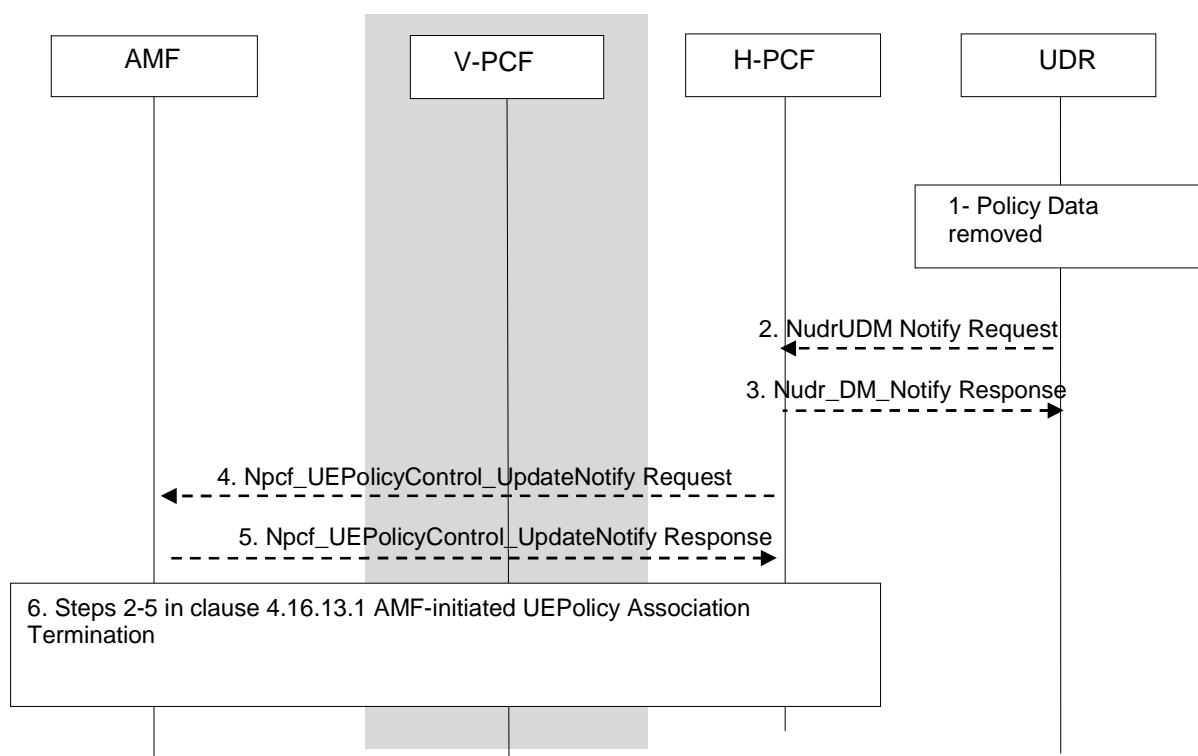 AMF
V-PCF
H-PCF
UDR
1- Policy Data
removed
2. NudrUDM Notify Request
3. Nudr_DM_Notify Response
4. Npcf_UEPolicyControl_UpdateNotify Request
5. Npcf_UEPolicyControl_UpdateNotify Response
6. Steps 2-5 in clause 4.16.13.1 AMF-initiated UEPolicy Association
Termination